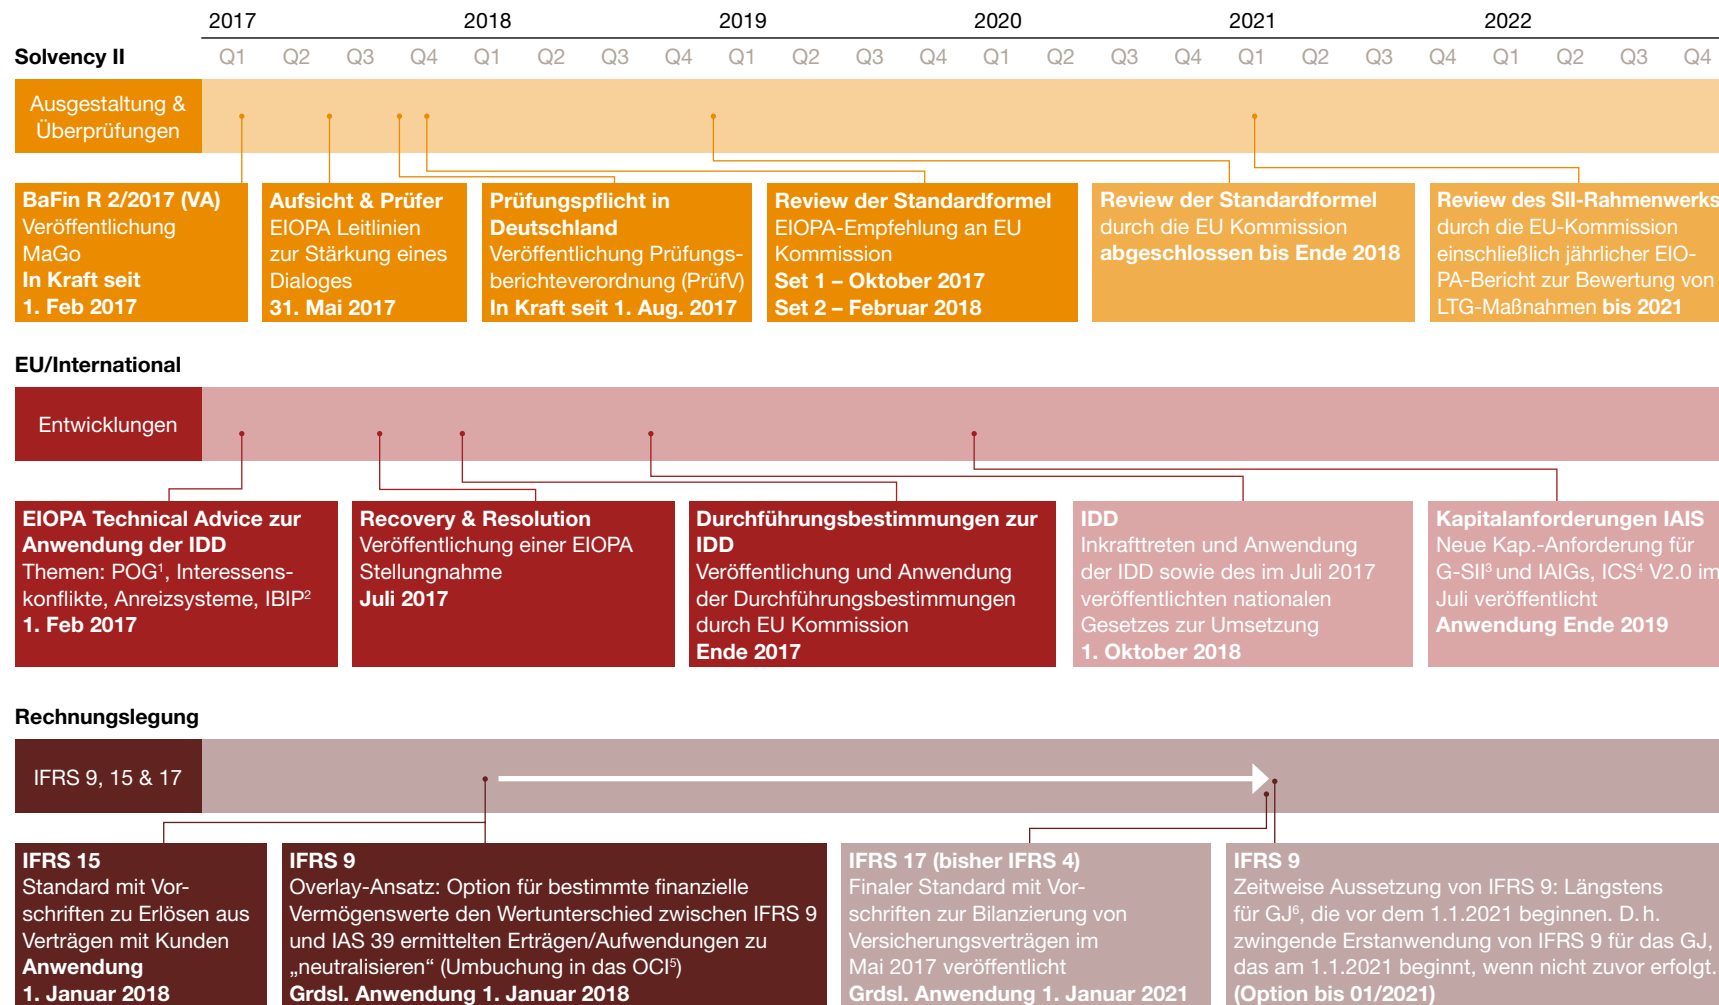 2017 2018 2019 2020 2021 2022
Solvency II Q1 Q2 Q3 Q4 Q1 Q2 Q3 Q4 Q1 Q2 Q3 Q4 Q1 Q2 Q3 Q4 Q1 Q2 Q3 Q4 Q1 Q2 Q3 Q4
Ausgestaltung &
Überprüfungen
BaFin R 2/2017 (VA)
Veröffentlichung
MaGo
In Kraft seit
1. Feb 2017
Aufsicht & Prüfer
EIOPA Leitlinien
zur Stärkung eines
Dialoges
31. Mai 2017
Prüfungspflicht in
Deutschland
Veröffentlichung Prüfungs-
berichteverordnung (PrüfV)
In Kraft seit 1. Aug. 2017
Review der Standardformel
EIOPA-Empfehlung an EU
Kommission
Set 1 – Oktober 2017
Set 2 – Februar 2018
Review der Standardformel
durch die EU Kommission
abgeschlossen bis Ende 2018
Review des SII-Rahmenwerks
durch die EU-Kommission
einschließlich jährlicher EIO-
PA-Bericht zur Bewertung von
LTG-Maßnahmen bis 2021
EU/International
Entwicklungen
EIOPA Technical Advice zur
Anwendung der IDD
Themen: POG¹, Interessens-
konflikte, Anreizsysteme, IBIP²
1. Feb 2017
Recovery & Resolution
Veröffentlichung einer EIOPA
Stellungnahme
Juli 2017
Durchführungsbestimmungen zur
IDD
Veröffentlichung und Anwendung
der Durchführungsbestimmungen
durch EU Kommission
Ende 2017
IDD
Inkrafttreten und Anwendung
der IDD sowie des im Juli 2017
veröffentlichten nationalen
Gesetzes zur Umsetzung
1. Oktober 2018
Kapitalanforderungen IAIS
Neue Kap.-Anforderung für
G-SII³ und IAIGs, ICS⁴ V2.0 im
Juli veröffentlicht
Anwendung Ende 2019
Rechnungslegung
IFRS 9, 15 & 17
IFRS 15
Standard mit Vor-
schriften zu Erlösen aus
Verträgen mit Kunden
Anwendung
1. Januar 2018
IFRS 9
Overlay-Ansatz: Option für bestimmte finanzielle
Vermögenswerte den Wertunterschied zwischen IFRS 9
und IAS 39 ermittelten Erträgen/Aufwendungen zu
„neutralisieren“ (Umbuchung in das OCI⁵)
Grdsl. Anwendung 1. Januar 2018
IFRS 17 (bisher IFRS 4)
Finaler Standard mit Vor-
schriften zur Bilanzierung von
Versicherungsverträgen im
Mai 2017 veröffentlicht
Grdsl. Anwendung 1. Januar 2021
IFRS 9
Zeitweise Aussetzung von IFRS 9: Längstens
für GJ⁶, die vor dem 1.1.2021 beginnen. D. h.
zwingende Erstanwendung von IFRS 9 für das GJ,
das am 1.1.2021 beginnt, wenn nicht zuvor erfolgt.
(Option bis 01/2021)